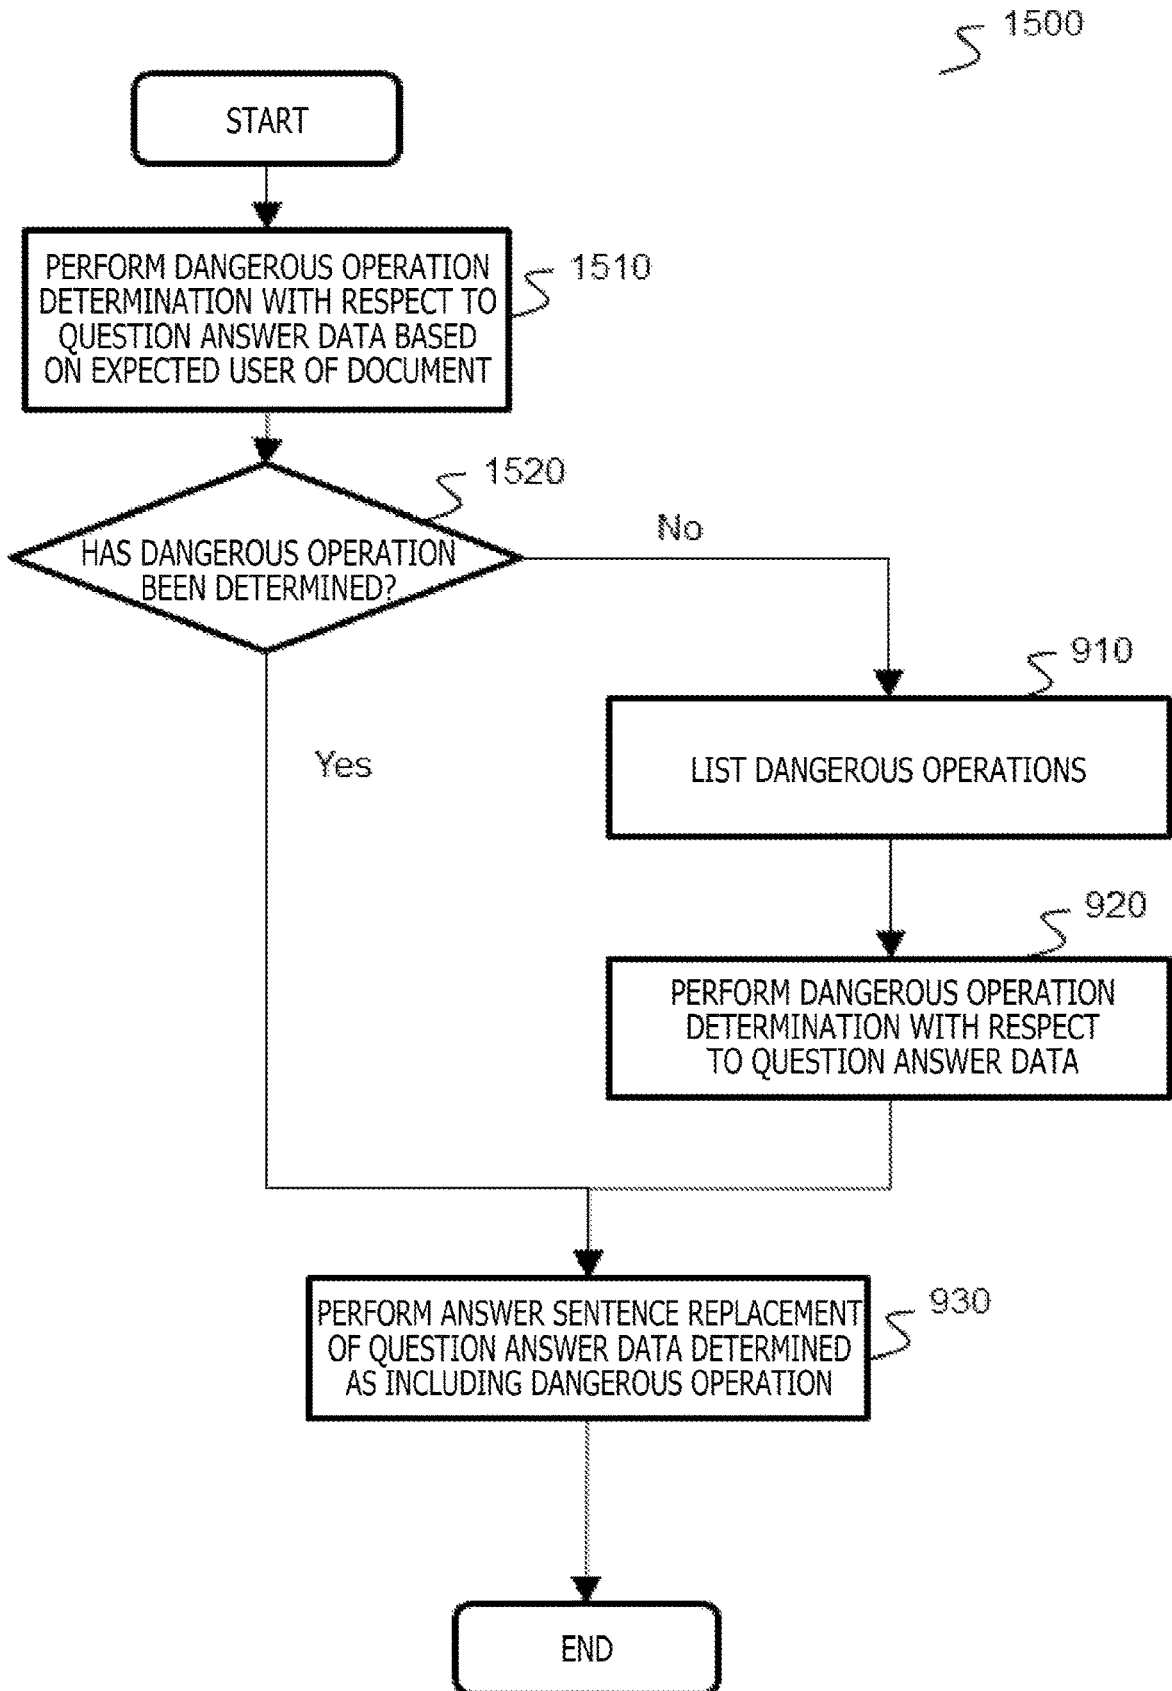 1500
START
PERFORM DANGEROUS OPERATION
DETERMINATION WITH RESPECT TO
QUESTION ANSWER DATA BASED
ON EXPECTED USER OF DOCUMENT
1510
1520
HAS DANGEROUS OPERATION
BEEN DETERMINED?
No
Yes
910
LIST DANGEROUS OPERATIONS
920
PERFORM DANGEROUS OPERATION
DETERMINATION WITH RESPECT
TO QUESTION ANSWER DATA
930
PERFORM ANSWER SENTENCE REPLACEMENT
OF QUESTION ANSWER DATA DETERMINED
AS INCLUDING DANGEROUS OPERATION
END